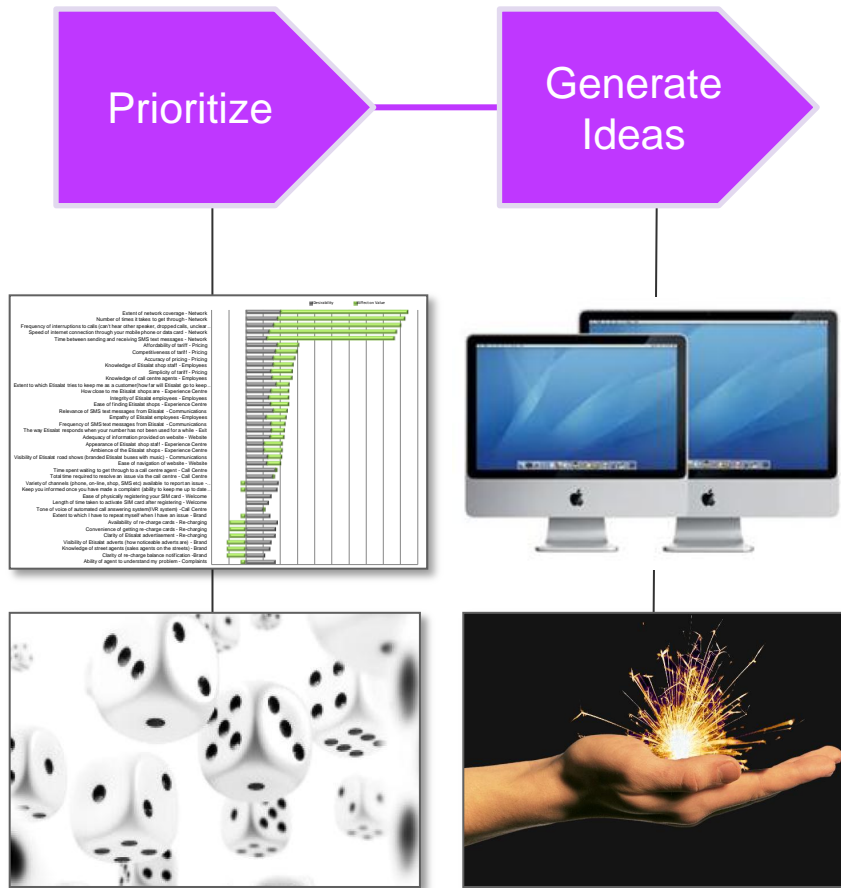 Prioritize
Generate
Ideas
Desirability Effect on Value
Extent of network coverage - Network
Number of times it takes to get through - Network
Frequency of interruptions to calls (can't hear other speaker, dropped calls, unclear ..
Speed of internet connection through your mobile phone or data card - Network
Time between sending and receiving SMS text messages - Network
Affordability of tariff - Pricing
Competitiveness of tariff - Pricing
Accuracy of pricing - Pricing
Knowledge of Etisalat shop staff - Employees
Simplicity of tariff - Pricing
Knowledge of call centre agents - Employees
Extent to which Etisalat tries to keep me as a customer(how far will Etisalat go to keep ..
How close to me Etisalat shops are - Experience Centre
Integrity of Etisalat employees - Employees
Ease of finding Etisalat shops - Experience Centre
Relevance of SMS text messages from Etisalat - Communications
Empathy of Etisalat employees-Employees
Frequency of SMS text messages from Etisalat - Communications
The way Etisalat responds when your number has not been used for a while - Exit
Adequacy of information provided on website - Website
Appearance of Etisalat shop staff - Experience Centre
Ambience of the Etisalat shops - Experience Centre
Visibility of Etisalat road shows (branded Etisalat buses with music) - Communications
Ease of navigation of website - Website
Time spent waiting to get through to a call centre agent - Call Centre
Total time required to resolve an issue via the call centre - Call Centre
Variety of channels (phone, on-line, shop, SMS etc) available to report an issue - ..
Keep you informed once you have made a complaint (ability to keep me up to date ..
Ease of physically registering your SIM card - Welcome
Length of time taken to activate SIM card after registering - Welcome
Tone of voice of automated call answering system(IVR system) -Call Centre
Extent to which I have to repeat myself when I have an issue - Brand
Availability of re-charge cards - Re-charging
Convenience of getting re-charge cards - Re-charging
Clarity of Etisalat advertisement - Re-charging
Visibility of Etisalat adverts (how noticeable adverts are) - Brand
Knowledge of street agents (sales agents on the streets) - Brand
Clarity of re-charge balance notification -Brand
Ability of agent to understand my problem - Complaints